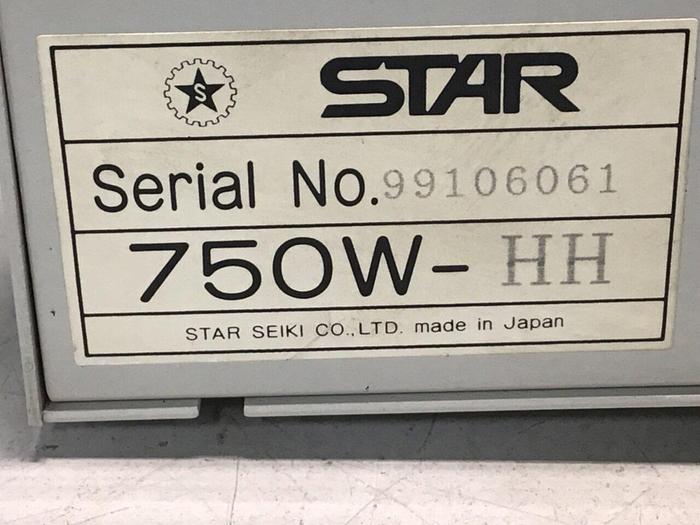 S STAR
Serial No.99106061
750W-HH
STAR SEIKI CO.,LTD. made in Japan